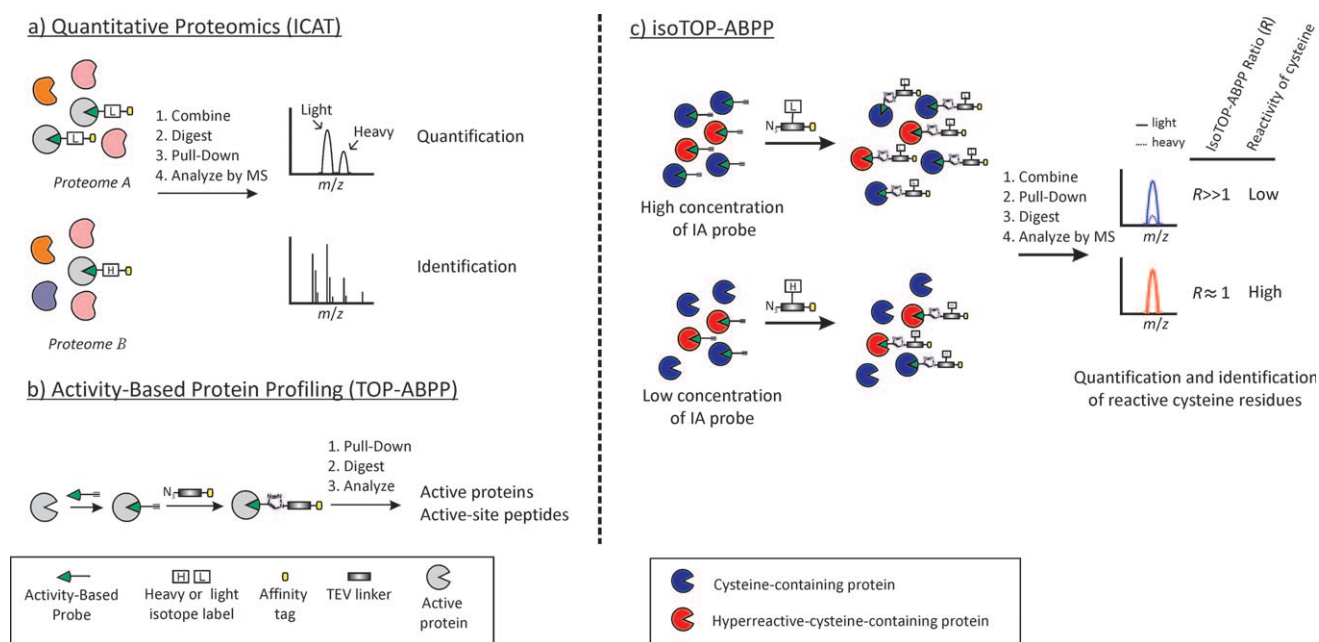 a) Quantitative Proteomics (ICAT)
L
L
Proteome A
1. Combine
2. Digest
3. Pull-Down
4. Analyze by MS
Light
Heavy
m/z
Quantification
H
Proteome B
m/z
Identification
b) Activity-Based Protein Profiling (TOP-ABPP)
N3
1. Pull-Down
2. Digest
3. Analyze
Active proteins
Active-site peptides
Activity-Based
Probe
H L
Heavy or light
isotope label
Affinity
tag
TEV linker
Active
protein
c) isoTOP-ABPP
High concentration
of IA probe
L
N3
Low concentration
of IA probe
H
N3
1. Combine
2. Pull-Down
3. Digest
4. Analyze by MS
light
heavy
IsoTOP-ABPP Ratio (R)
Reactivity of cysteine
m/z
R>>1 Low
m/z
R≈1 High
Quantification and identification
of reactive cysteine residues
Cysteine-containing protein
Hyperreactive-cysteine-containing protein